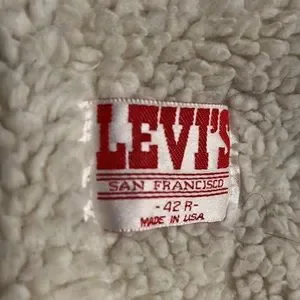 LEVI'S
SAN FRANCISCO
-42 R-
MADE IN U.S.A.